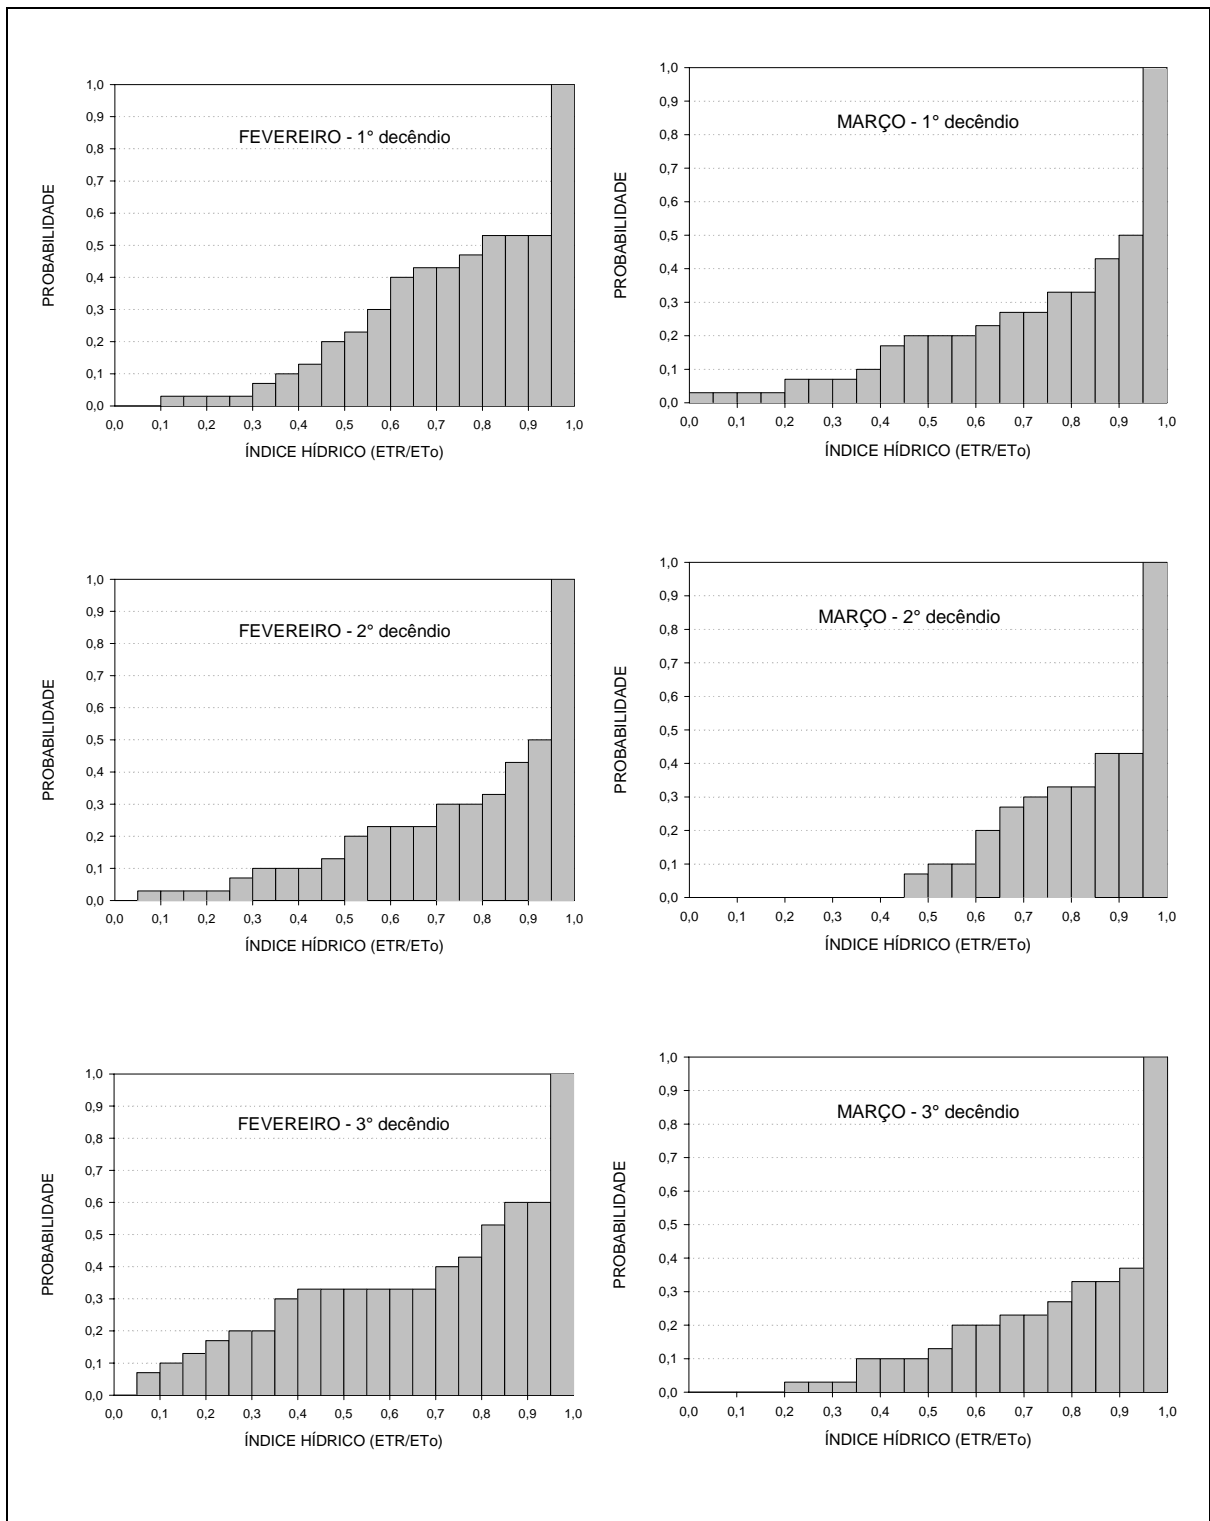 FEVEREIRO - 1° decêndio
PROBABILIDADE
1,0
0,9
0,8
0,7
0,6
0,5
0,4
0,3
0,2
0,1
0,0
0,0 0,1 0,2 0,3 0,4 0,5 0,6 0,7 0,8 0,9 1,0
ÍNDICE HÍDRICO (ETR/ETo)
MARÇO - 1° decêndio
PROBABILIDADE
1,0
0,9
0,8
0,7
0,6
0,5
0,4
0,3
0,2
0,1
0,0
0,0 0,1 0,2 0,3 0,4 0,5 0,6 0,7 0,8 0,9 1,0
ÍNDICE HÍDRICO (ETR/ETo)
FEVEREIRO - 2° decêndio
PROBABILIDADE
1,0
0,9
0,8
0,7
0,6
0,5
0,4
0,3
0,2
0,1
0,0
0,0 0,1 0,2 0,3 0,4 0,5 0,6 0,7 0,8 0,9 1,0
ÍNDICE HÍDRICO (ETR/ETo)
MARÇO - 2° decêndio
PROBABILIDADE
1,0
0,9
0,8
0,7
0,6
0,5
0,4
0,3
0,2
0,1
0,0
0,0 0,1 0,2 0,3 0,4 0,5 0,6 0,7 0,8 0,9 1,0
ÍNDICE HÍDRICO (ETR/ETo)
FEVEREIRO - 3° decêndio
PROBABILIDADE
1,0
0,9
0,8
0,7
0,6
0,5
0,4
0,3
0,2
0,1
0,0
0,0 0,1 0,2 0,3 0,4 0,5 0,6 0,7 0,8 0,9 1,0
ÍNDICE HÍDRICO (ETR/ETo)
MARÇO - 3° decêndio
PROBABILIDADE
1,0
0,9
0,8
0,7
0,6
0,5
0,4
0,3
0,2
0,1
0,0
0,0 0,1 0,2 0,3 0,4 0,5 0,6 0,7 0,8 0,9 1,0
ÍNDICE HÍDRICO (ETR/ETo)